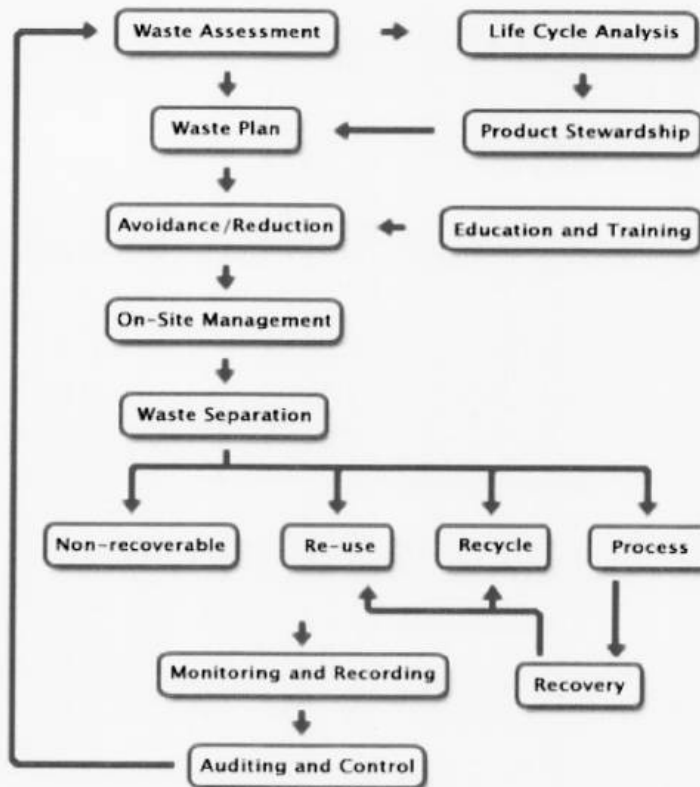 Waste Assessment
Life Cycle Analysis
Waste Plan
Product Stewardship
Avoidance/Reduction
Education and Training
On-Site Management
Waste Separation
Non-recoverable
Re-use
Recycle
Process
Monitoring and Recording
Recovery
Auditing and Control